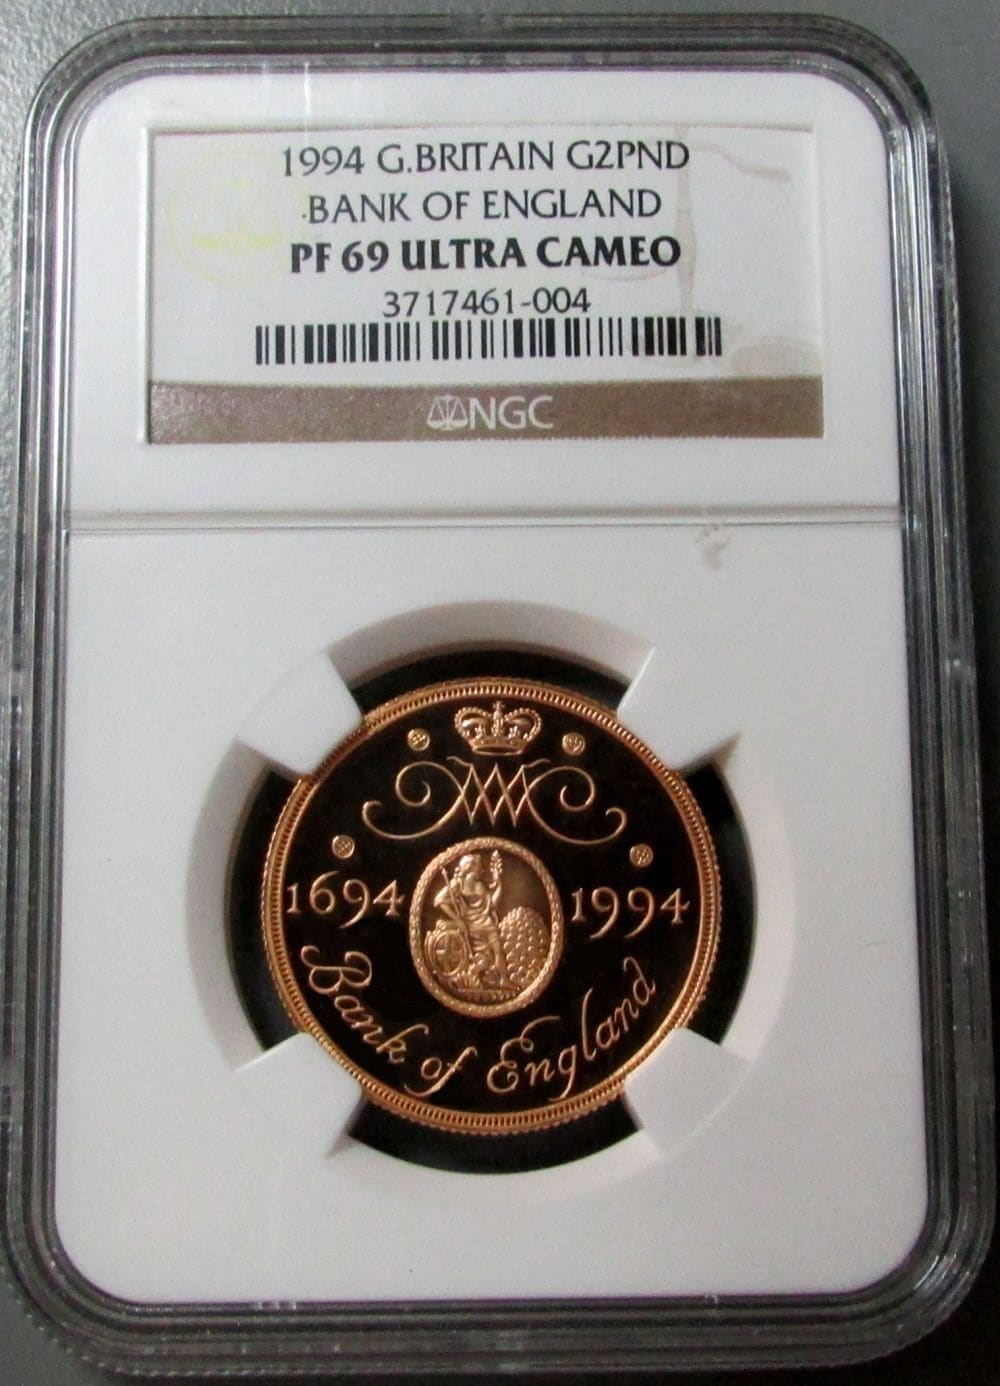 1994 G.BRITAIN G2PND
BANK OF ENGLAND
PF 69 ULTRA CAMEO
3717461-004
NGC
1694 1994
Bank of England